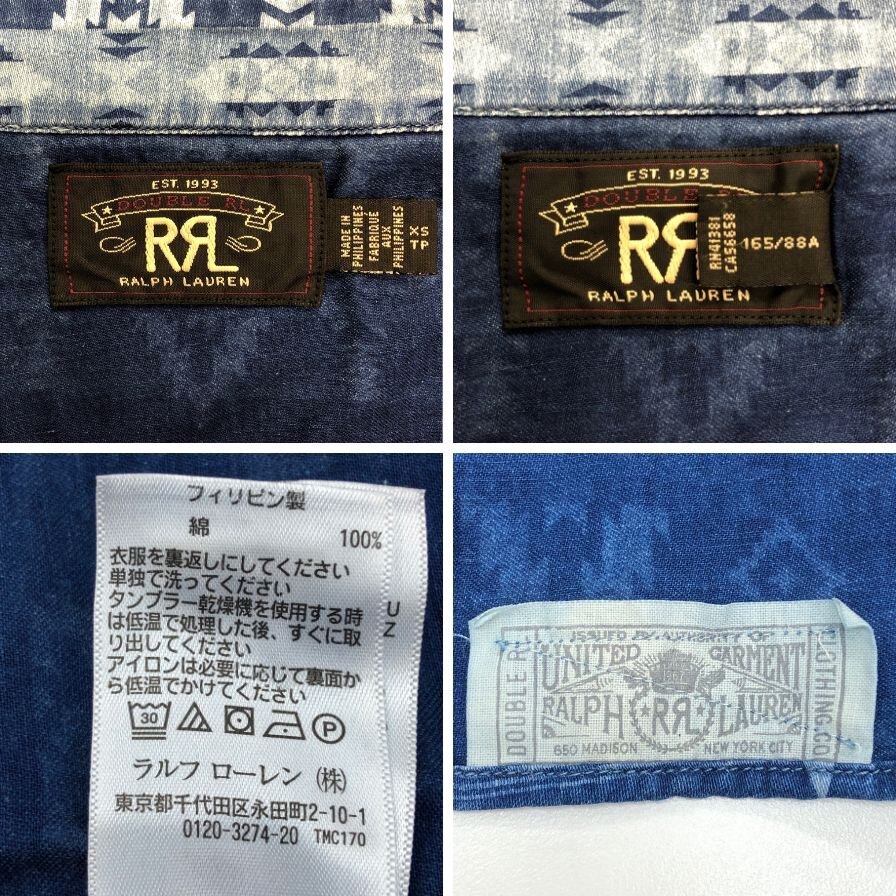 EST. 1993
DOUBLE RL
RRL
RALPH LAUREN
MADE IN
PHILIPPINES
FABRIQUÉ
AUX
PHILIPPINES
XS
TP
EST. 1993
DOUBLE R
RR
RALPH LAUREN
RN41381
CA56858
165/88A
フィリピン製
綿 100%
衣服を裏返しにしてください
単独で洗ってください
タンブラー乾燥機を使用する時
は低温で処理した後、すぐに取
り出してください
アイロンは必要に応じて裏面か
ら低温でかけてください
UZ
30
P
ラルフ ローレン (株)
東京都千代田区永田町2-10-1
0120-3274-20 TMC170
ISSUED BY AUTHORITY OF
DOUBLE R
UNITED GARMENT
RALPH RRL LAUREN
650 MADISON NEW YORK CITY
OTHING.CO